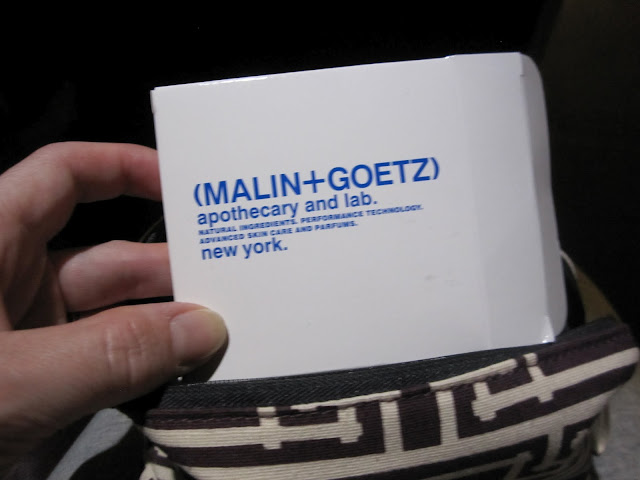 (MALIN+GOETZ)
apothecary and lab.
NATURAL INGREDIENTS. PERFORMANCE TECHNOLOGY.
ADVANCED SKIN CARE AND PARFUMS.
new york.